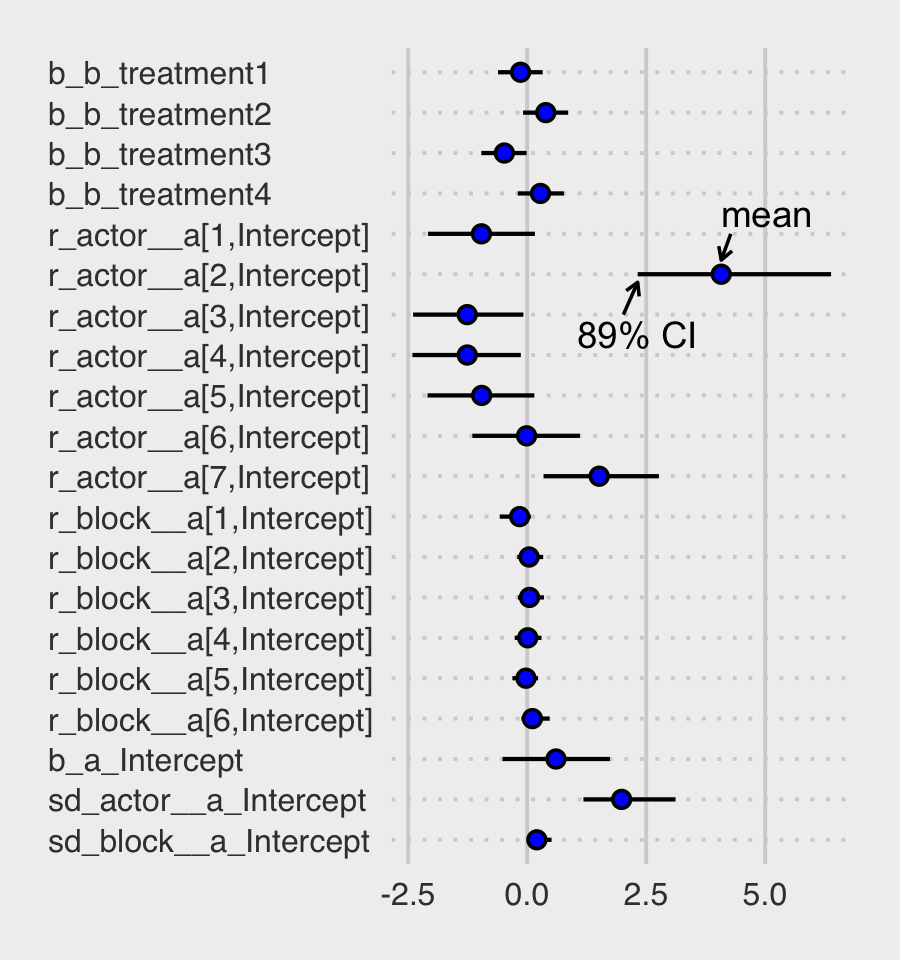 b_b_treatment1
b_b_treatment2
b_b_treatment3
b_b_treatment4
mean
r_actor__a[1,Intercept]
r_actor__a[2,Intercept]
r_actor__a[3,Intercept]
89% CI
r_actor__a[4,Intercept]
r_actor__a[5,Intercept]
r_actor__a[6,Intercept]
r_actor__a[7,Intercept]
r_block__a[1,Intercept]
r_block__a[2,Intercept]
r_block__a[3,Intercept]
r_block__a[4,Intercept]
r_block__a[5,Intercept]
r_block__a[6,Intercept]
b_a_Intercept
sd_actor__a_Intercept
sd_block__a_Intercept
-2.5 0.0 2.5 5.0